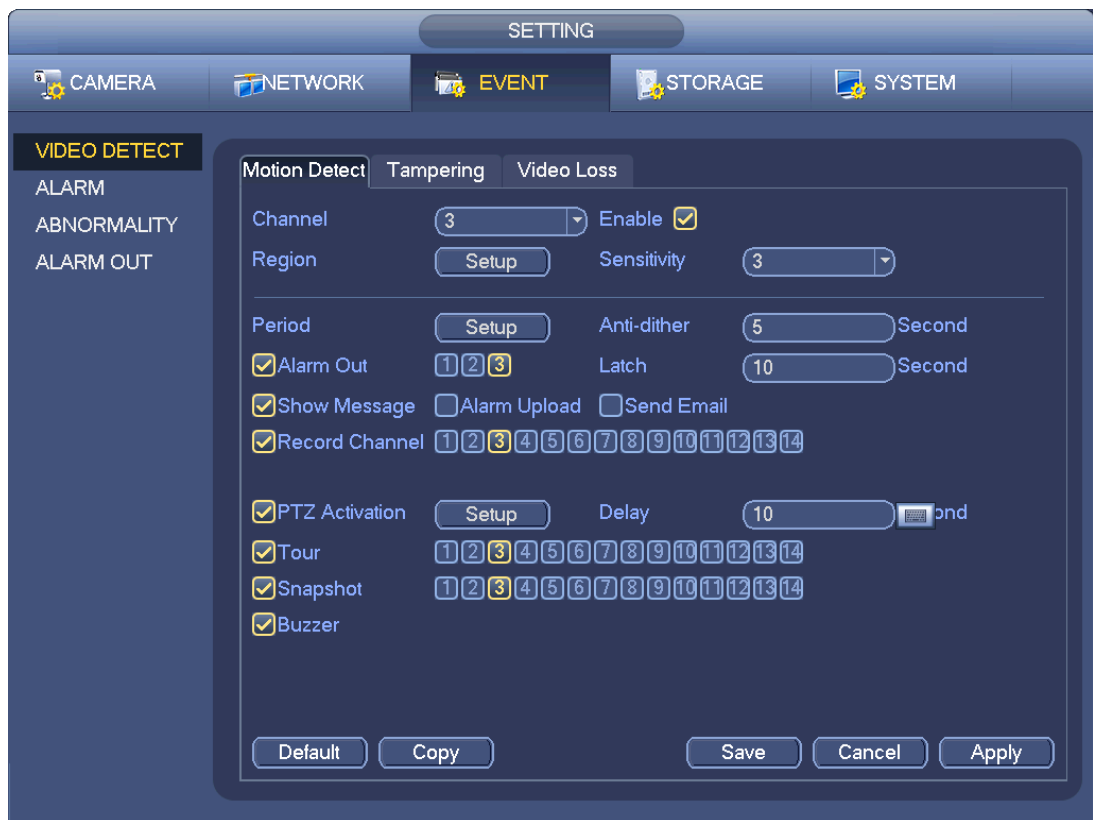 SETTING
CAMERA NETWORK EVENT STORAGE SYSTEM
VIDEO DETECT
ALARM
ABNORMALITY
ALARM OUT
Motion Detect Tampering Video Loss
Channel 3 Enable
Region Setup Sensitivity 3
Period Setup Anti-dither 5 Second
Alarm Out 1 2 3 Latch 10 Second
Show Message Alarm Upload Send Email
Record Channel 1 2 3 4 5 6 7 8 9 10 11 12 13 14
PTZ Activation Setup Delay 10 ond
Tour 1 2 3 4 5 6 7 8 9 10 11 12 13 14
Snapshot 1 2 3 4 5 6 7 8 9 10 11 12 13 14
Buzzer
Default Copy Save Cancel Apply